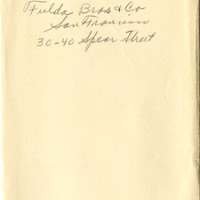 Fulda Bros & Co
San Francisco
30-40 Spear Street